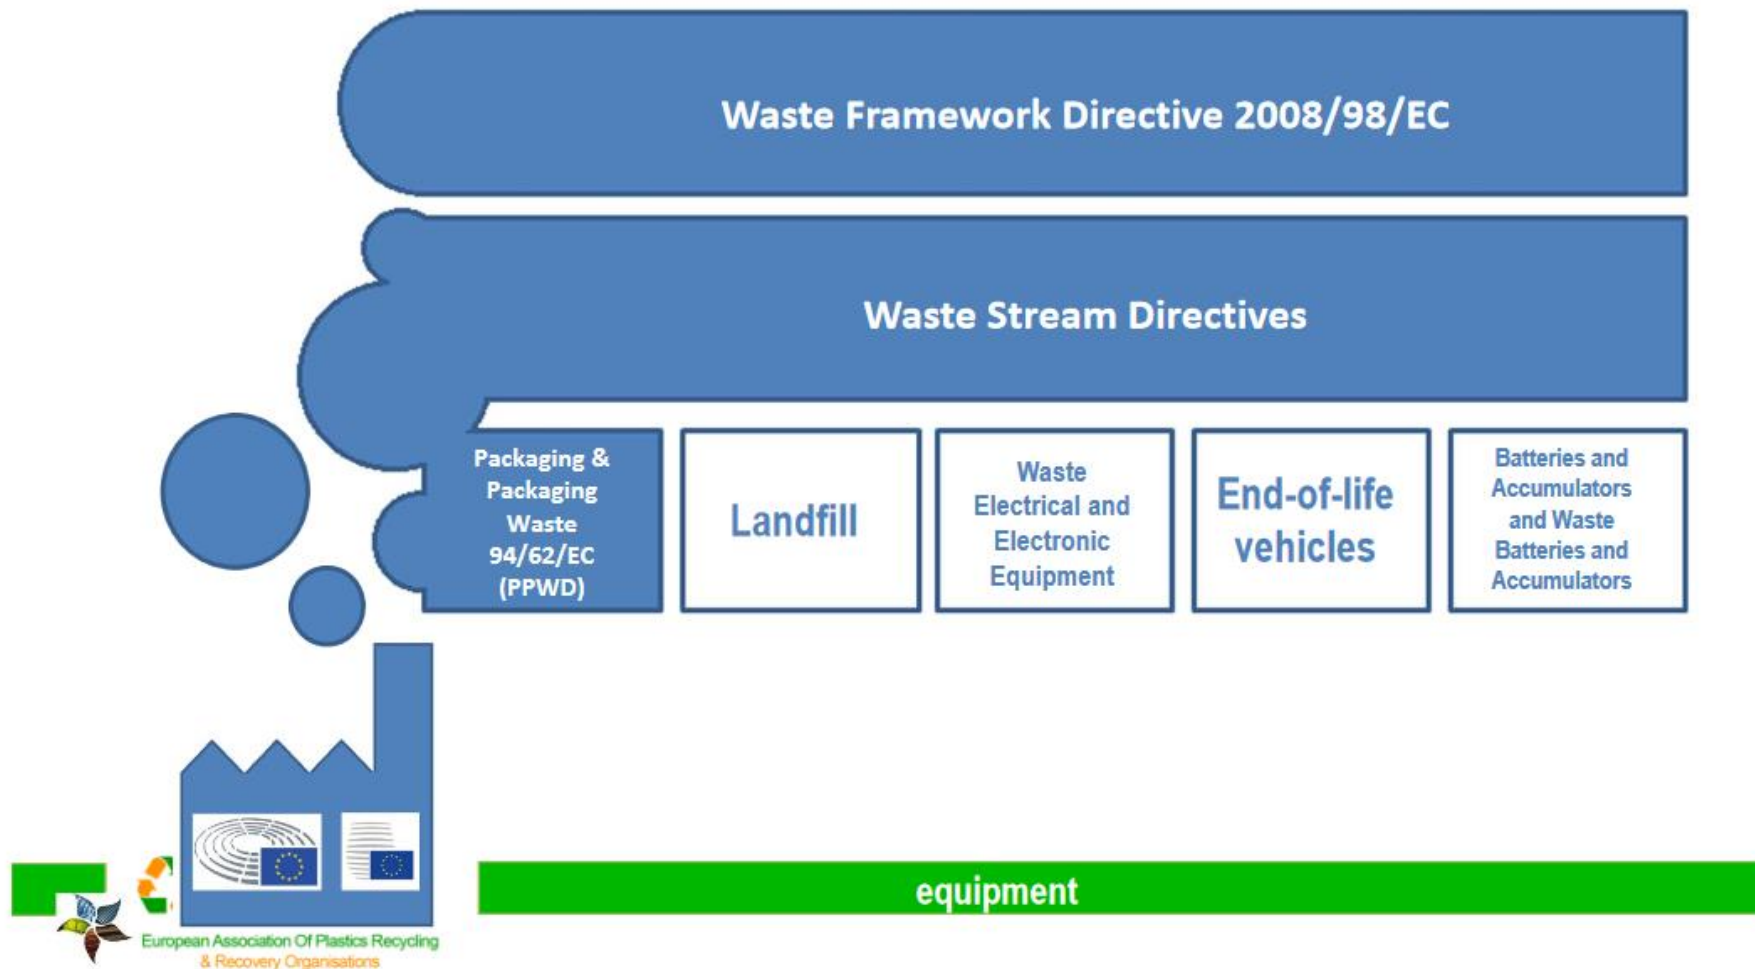 Waste Framework Directive 2008/98/EC
Waste Stream Directives
Packaging &
Packaging
Waste
94/62/EC
(PPWD)
Landfill
Waste
Electrical and
Electronic
Equipment
End-of-life
vehicles
Batteries and
Accumulators
and Waste
Batteries and
Accumulators
equipment
European Association Of Plastics Recycling
& Recovery Organisations